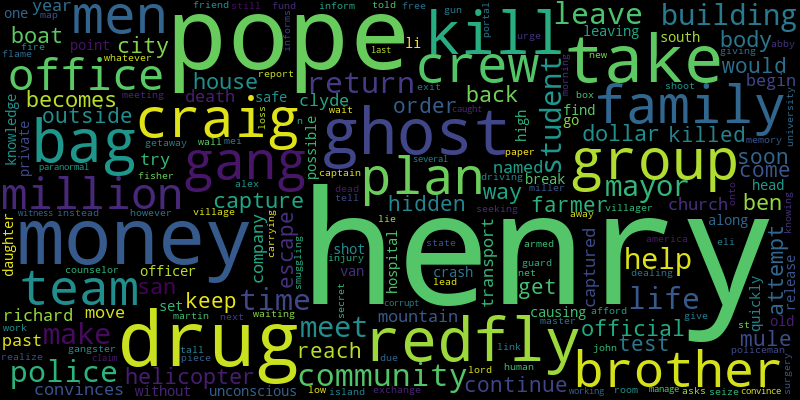 friend still fund inform told free map
one year men pope kill gun portal leave building
boat point city informs li leaving south abby
fire flame whatever last report crew urge take body
office house return exit new giving would begin
becomes death safe clyde back student morning family
knowledge private outside craig loss wait order high shoot find box dollar killed university
bag try wall getaway n mei possible ghost captain paper go memory
gang several caught named group mayor soon come
paranormal fisher plan way break farmer church head onto
million capture alex dead tell hidden driving miller villager ben knowing
witness instead however village carrying seeking along
daughter money company escape lie henry away america eli attempt
counselor smuggling shot hospital state armed transport captured help dealing
team officer van injury crash lead guard net get life quickly release
san set keep time meet secret corrupt mountain causing master afford give official st old
richard move martin next waiting tall piece due redfly link human john test policeman mule
past make drug reach
work gangster claim low island lord community continue room manage asks seize surgery
police realize helicopter
convinces without unconscious exchange meeting working brother convince